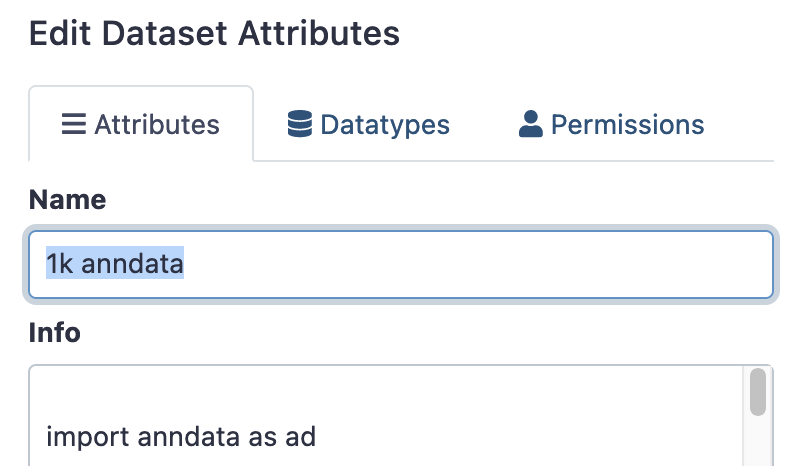 Edit Dataset Attributes
Attributes Datatypes Permissions
Name
1k anndata
Info
import anndata as ad